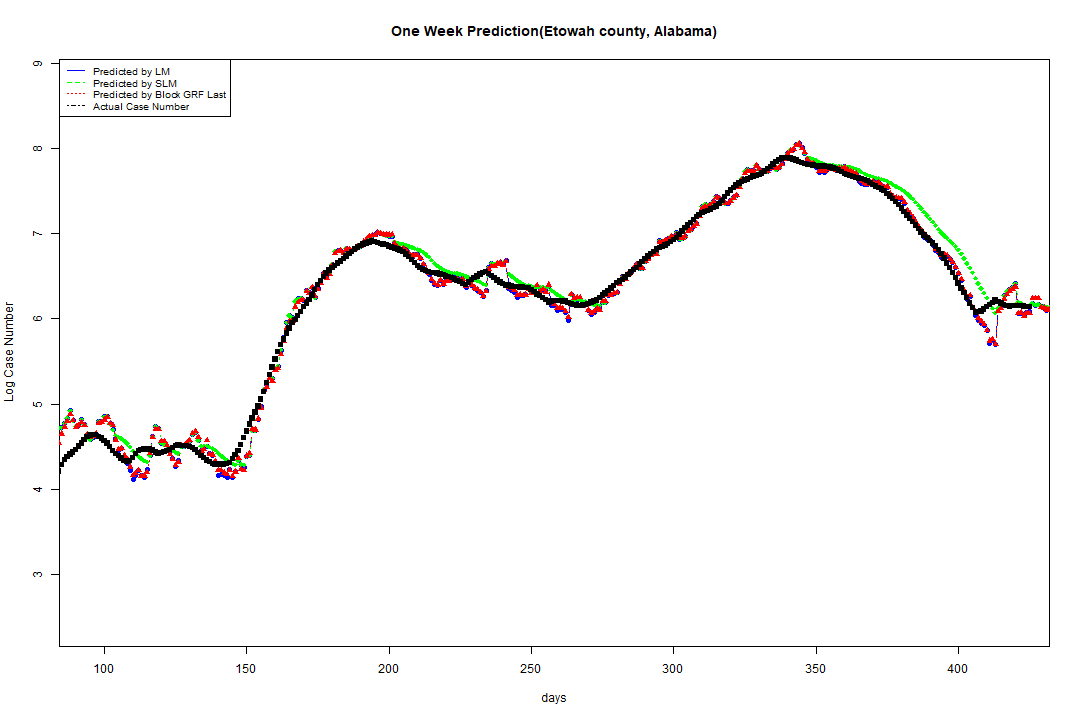 One Week Prediction(Etowah county, Alabama)
Predicted by LM
Predicted by SLM
Predicted by Block GRF Last
Actual Case Number
Log Case Number
9
8
7
6
5
4
3
100 150 200 250 300 350 400
days